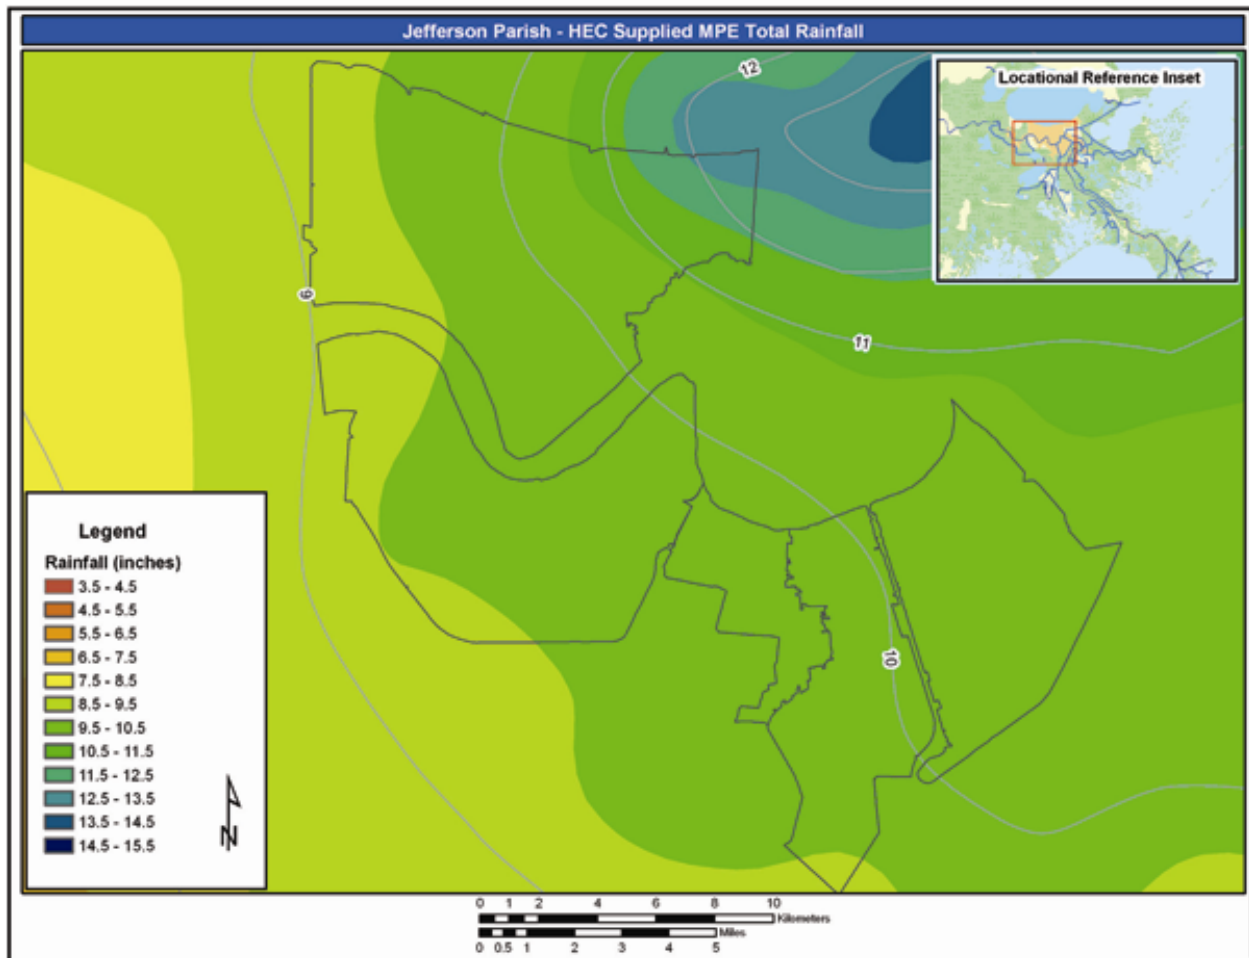 Jefferson Parish - HEC Supplied MPE Total Rainfall
Locational Reference Inset
12
9
11
10
Legend
Rainfall (inches)
3.5 - 4.5
4.5 - 5.5
5.5 - 6.5
6.5 - 7.5
7.5 - 8.5
8.5 - 9.5
9.5 - 10.5
10.5 - 11.5
11.5 - 12.5
12.5 - 13.5
13.5 - 14.5
14.5 - 15.5
N
0 1 2 4 6 8 10
Kilometers
Miles
0 0.5 1 2 3 4 5